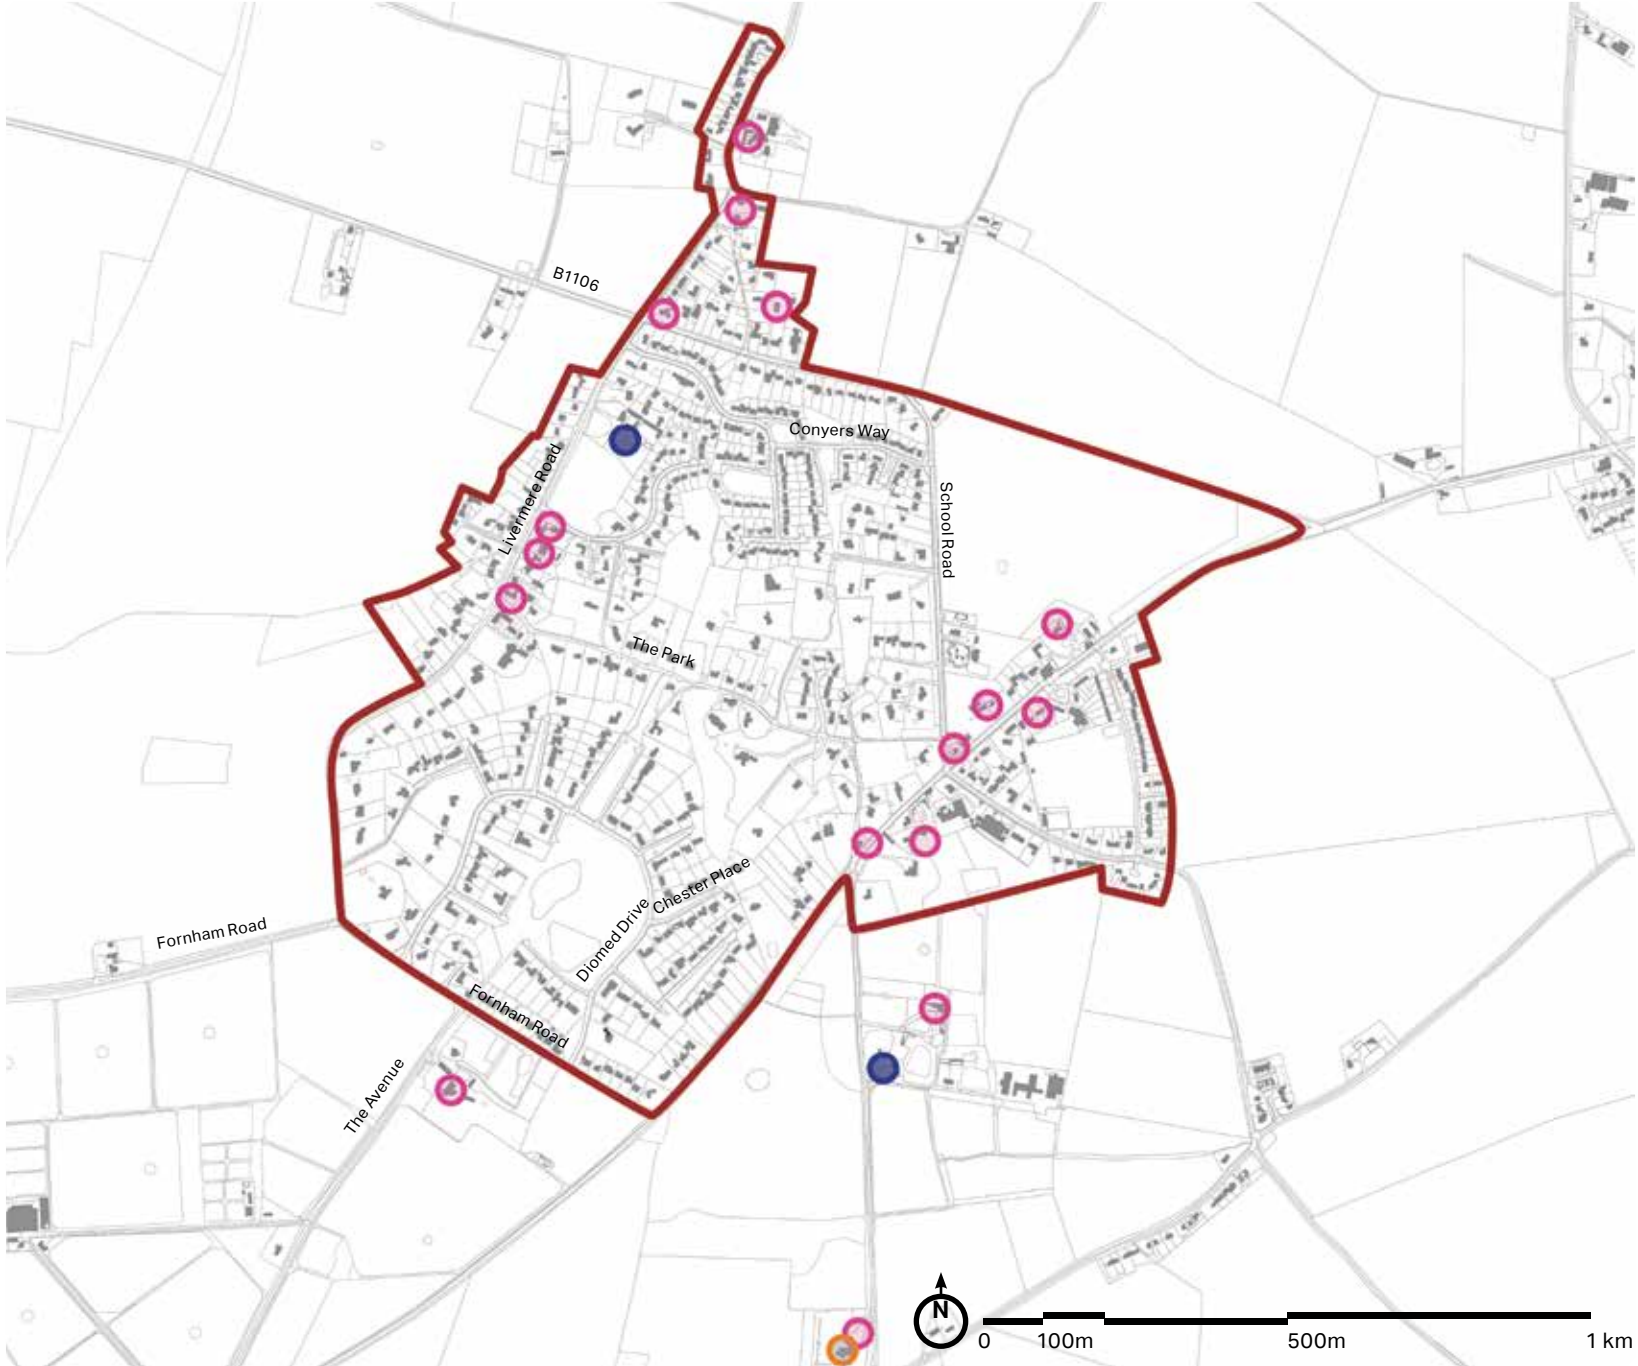 B1106
Conyers Way
Livermere Road
School Road
The Park
Chester Place
Diomed Drive
Fornham Road
Fornham Road
The Avenue
N
0 100m 500m 1 km